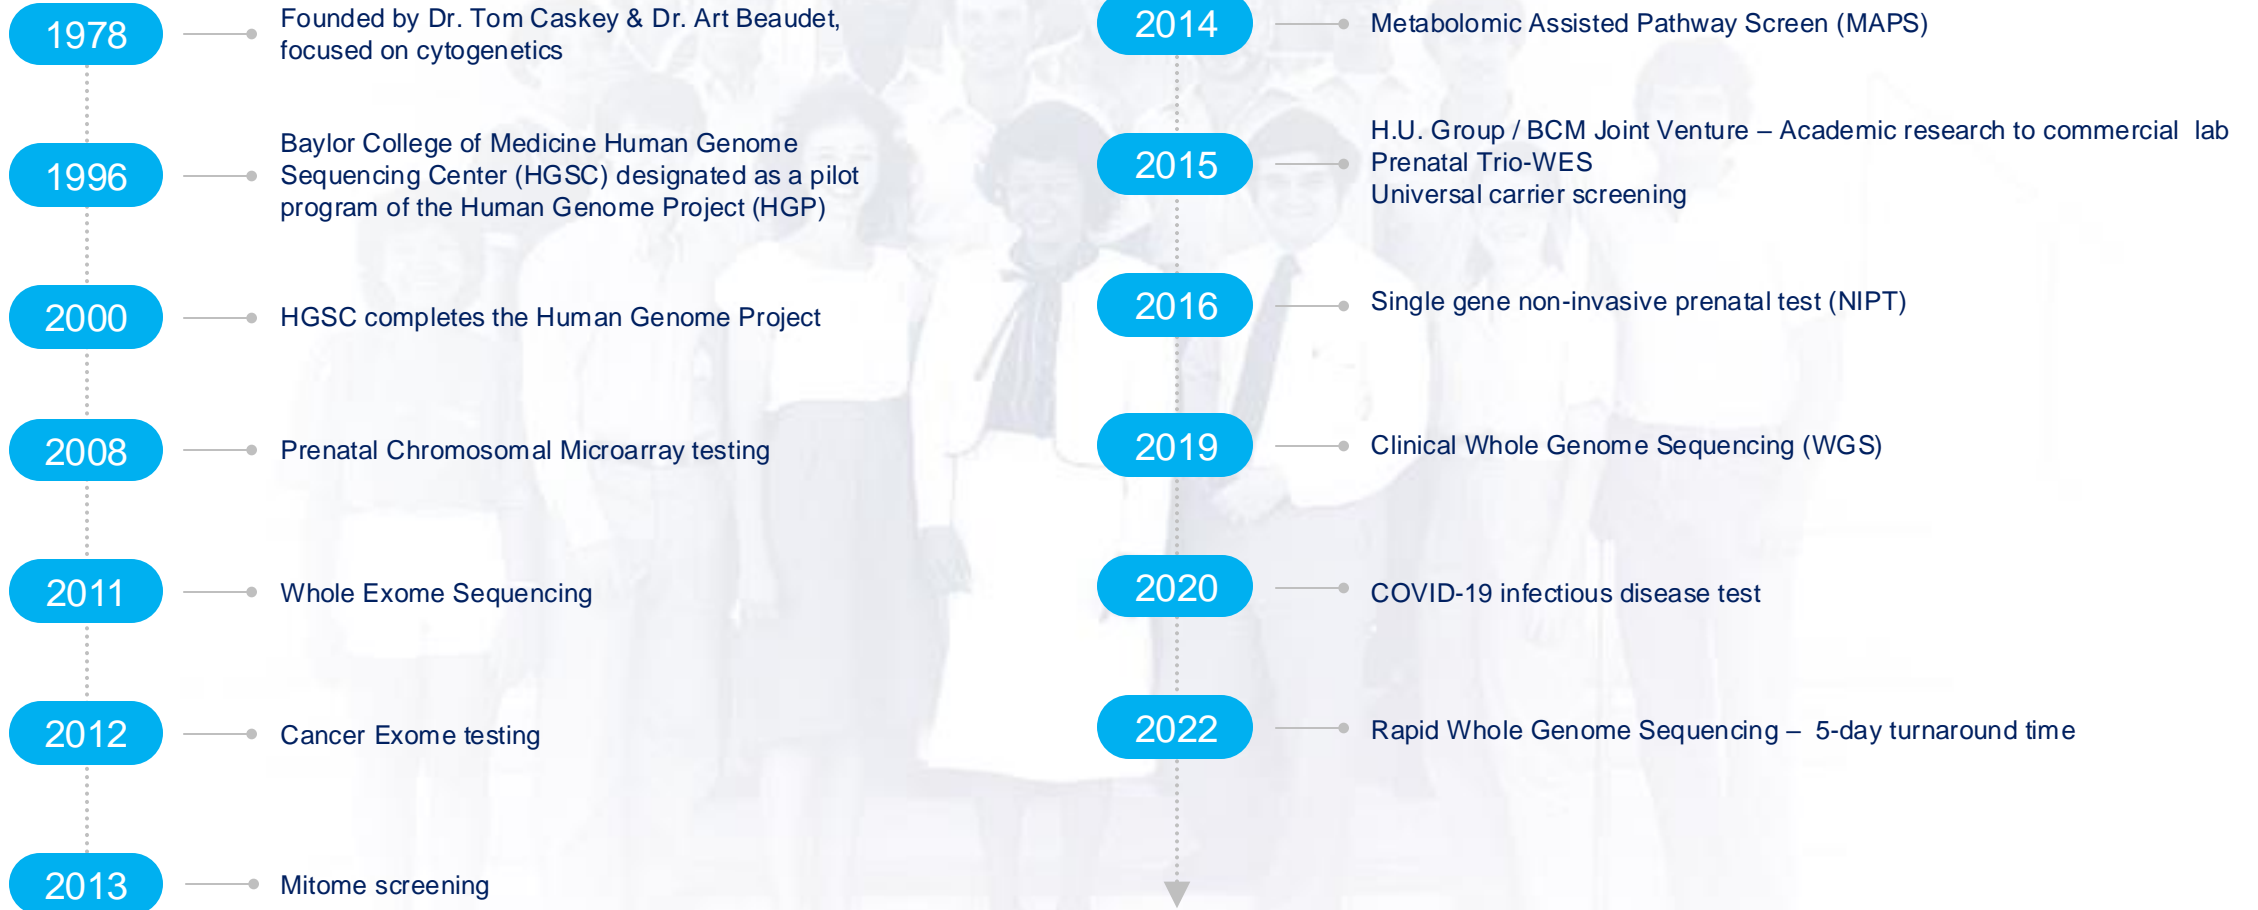 1978
Founded by Dr. Tom Caskey & Dr. Art Beaudet,
focused on cytogenetics
1996
Baylor College of Medicine Human Genome
Sequencing Center (HGSC) designated as a pilot
program of the Human Genome Project (HGP)
2000
HGSC completes the Human Genome Project
2008
Prenatal Chromosomal Microarray testing
2011
Whole Exome Sequencing
2012
Cancer Exome testing
2013
Mitome screening
2014
Metabolomic Assisted Pathway Screen (MAPS)
2015
H.U. Group / BCM Joint Venture – Academic research to commercial lab
Prenatal Trio-WES
Universal carrier screening
2016
Single gene non-invasive prenatal test (NIPT)
2019
Clinical Whole Genome Sequencing (WGS)
2020
COVID-19 infectious disease test
2022
Rapid Whole Genome Sequencing – 5-day turnaround time